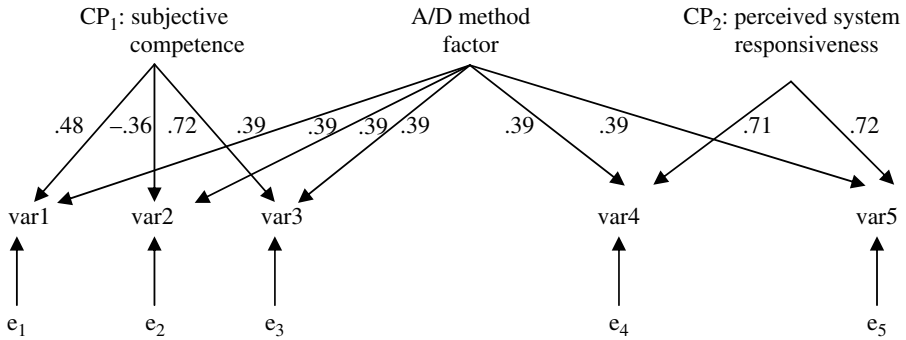 CP₁: subjective
competence
A/D method
factor
CP₂: perceived system
responsiveness
.48 –.36 .72 .39 .39 .39 .39 .39 .39 .71 .72
var1 var2 var3 var4 var5
e₁ e₂ e₃ e₄ e₅